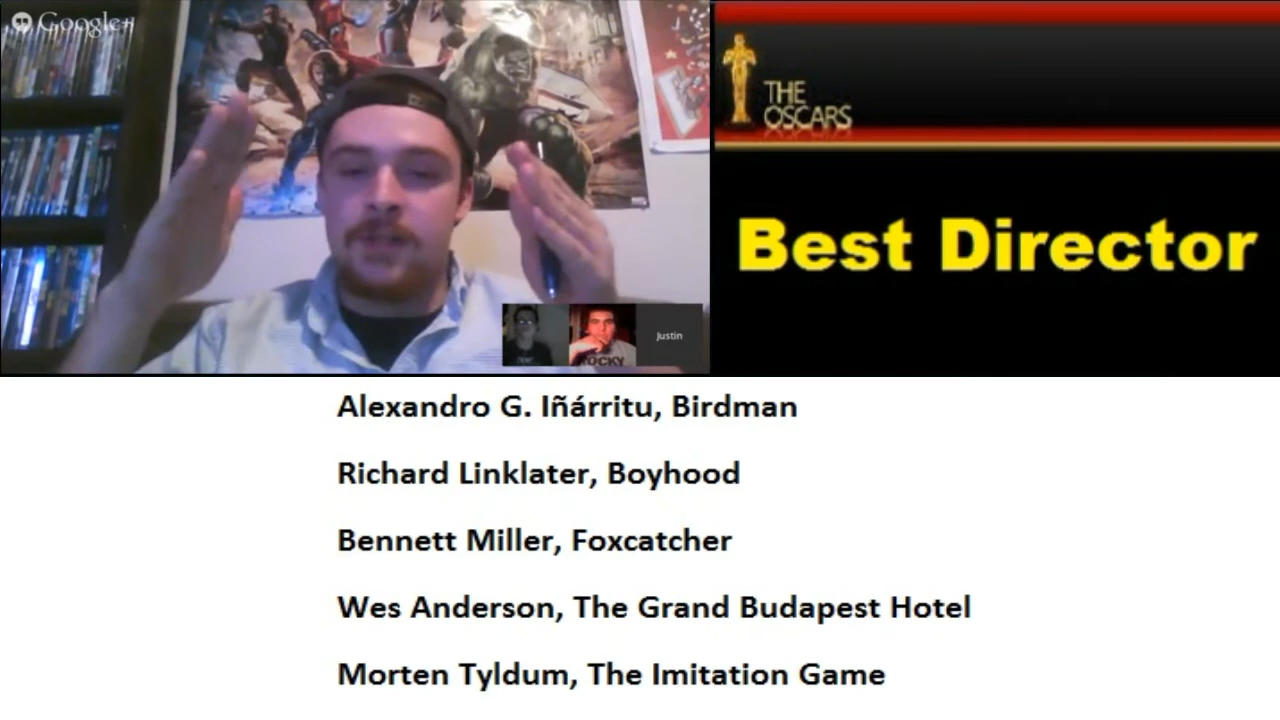 Google+
THE
OSCARS
Best Director
Justin
ROCKY
Alexandro G. Iñárritu, Birdman
Richard Linklater, Boyhood
Bennett Miller, Foxcatcher
Wes Anderson, The Grand Budapest Hotel
Morten Tyldum, The Imitation Game